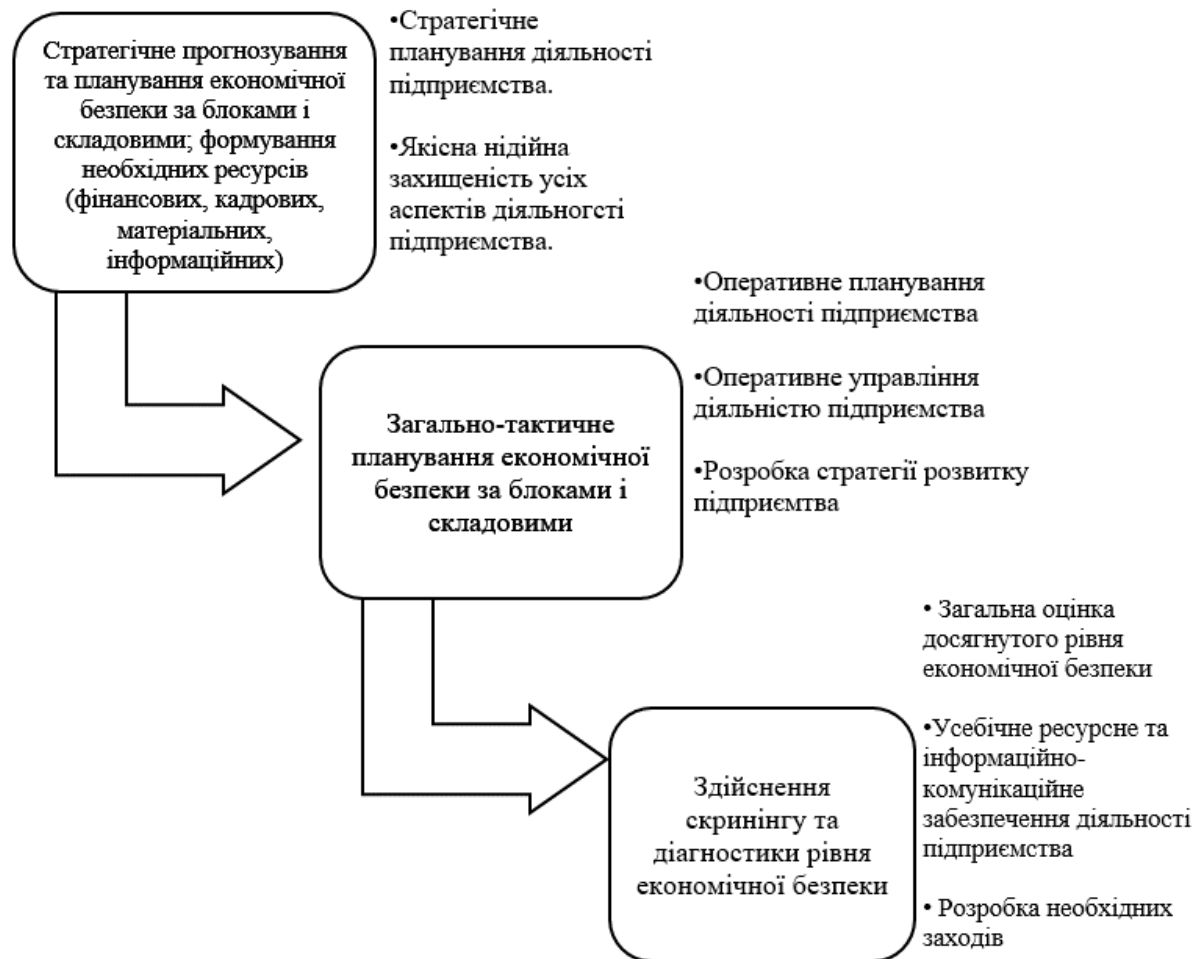 Стратегічне прогнозування
та планування економічної
безпеки за блоками і
складовими; формування
необхідних ресурсів
(фінансових, кадрових,
матеріальних,
інформаційних)
•Стратегічне
планування діяльності
підприємства.
•Якісна нідійна
захищеність усіх
аспектів діяльногсті
підприємства.
Загально-тактичне
планування економічної
безпеки за блоками і
складовими
•Оперативне планування
діяльності підприємства
•Оперативне управління
діяльністю підприємства
•Розробка стратегії розвитку
підприємтва
Здійснення
скринінгу та
діагностики рівня
економічної безпеки
• Загальна оцінка
досягнутого рівня
економічної безпеки
•Усебічне ресурсне та
інформаційно-
комунікаційне
забезпечення діяльності
підприємства
• Розробка необхідних
заходів